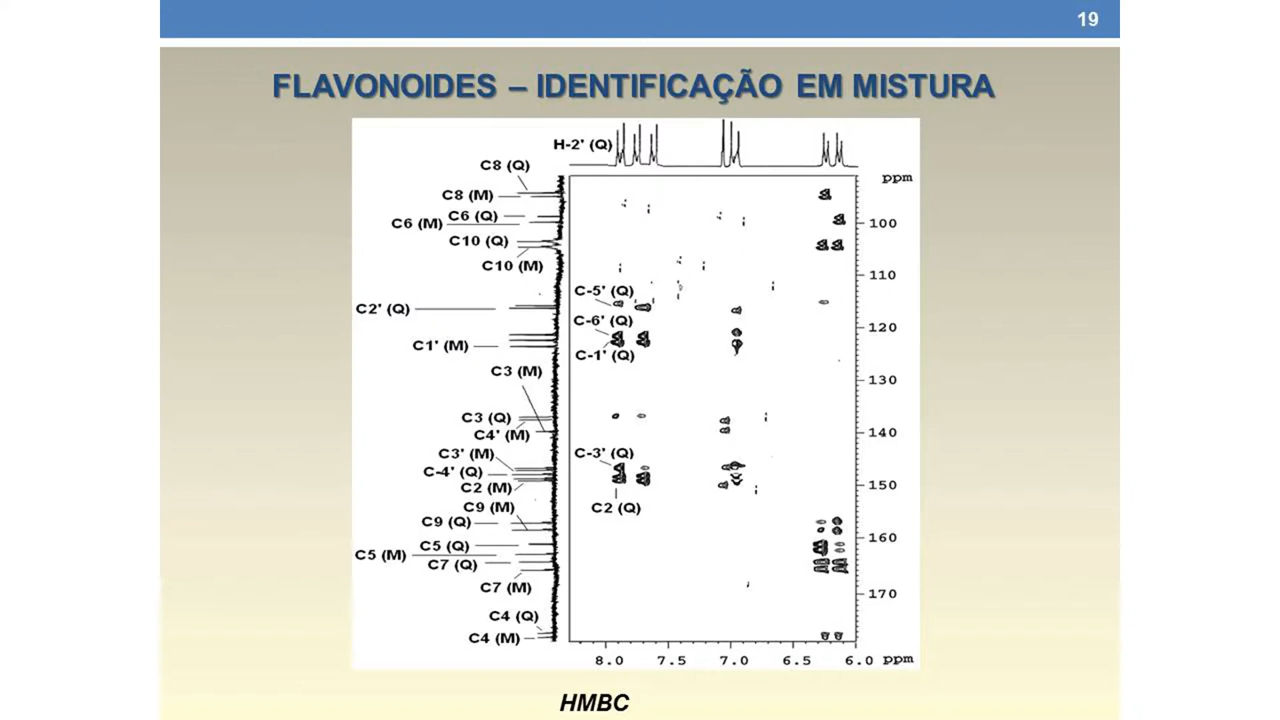 19
FLAVONOIDES – IDENTIFICAÇÃO EM MISTURA
H-2' (Q)
C8 (Q)
ppm
C8 (M)
C6 (Q)
C6 (M)
100
C10 (Q)
C10 (M)
110
C-5' (Q)
C2' (Q)
C-6' (Q)
120
C1' (M)
C-1' (Q)
C3 (M)
130
C3 (Q)
C4' (M)
140
C3' (M)
C-3' (Q)
C-4' (Q)
C2 (M)
150
C9 (M)
C2 (Q)
C9 (Q)
C5 (Q)
160
C5 (M)
C7 (Q)
C7 (M)
170
C4 (Q)
C4 (M)
8.0 7.5 7.0 6.5 6.0 ppm
HMBC